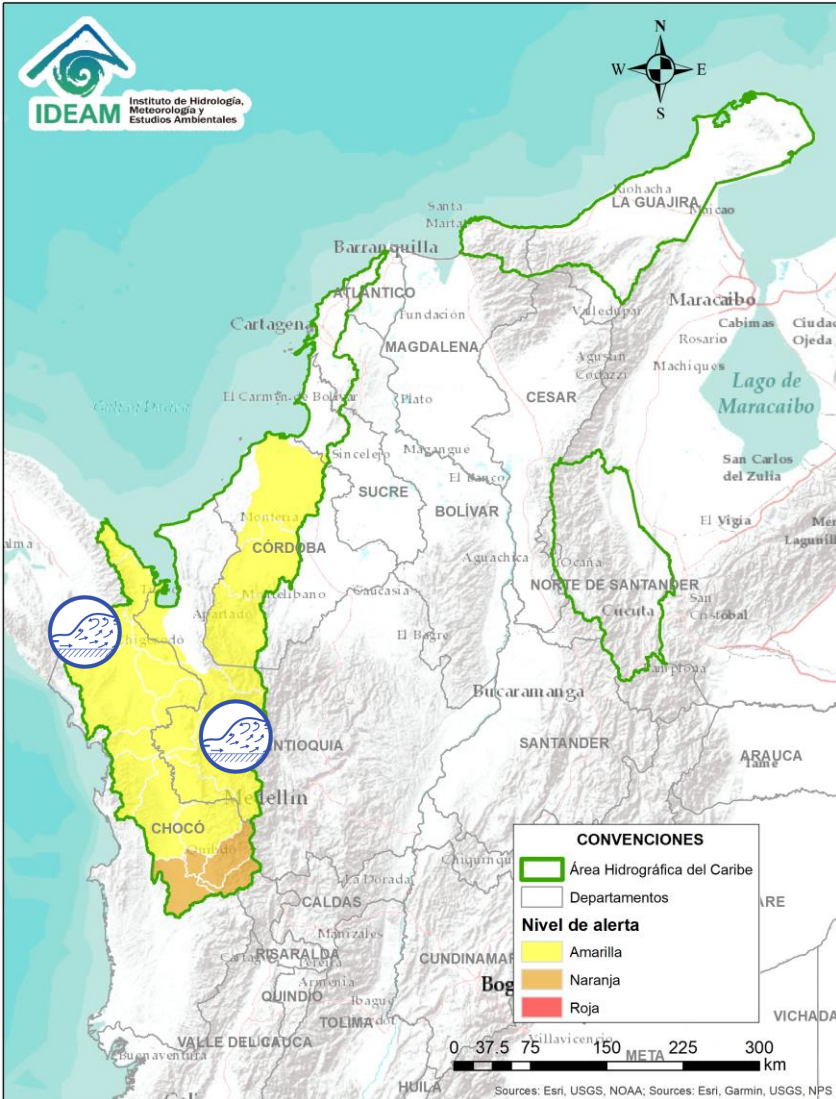 IDEAM
Instituto de Hidrología,
Meteorología y
Estudios Ambientales
N
W
E
S
Riohacha
LA GUAJIRA
Maicao
Santa
Marta
Barranquilla
ATLÁNTICO
Maracaibo
Fundación
Valledupar
Cabimas
Ciudad
Ojeda
Cartagena
MAGDALENA
Rosario
Agustín
Codazzi
Machiques
Lago de
Maracaibo
El Carmen de Bolívar
Plato
CESAR
Sincelejo
Magangué
San Carlos
del Zulia
El Banco
SUCRE
BOLÍVAR
Montería
El Vigía
CÓRDOBA
Aguachica
Ocaña
NORTE DE SANTANDER
Montelíbano
Caucasia
San
Cristóbal
Apartadó
Cúcuta
El Bagre
Pamplona
Bucaramanga
ANTIOQUIA
SANTANDER
ARAUCA
Tame
Medellín
CHOCÓ
Quibdó
La Dorada
CALDAS
Manizales
RISARALDA
Pereira
Armenia
QUINDÍO
Ibagué
TOLIMA
VALLE DEL CAUCA
Buenaventura
HUILA
Villavicencio
META
VICHADA
CONVENCIONES
Área Hidrográfica del Caribe
Departamentos
Nivel de alerta
Amarilla
Naranja
Roja
0 37.5 75 150 225 300
km
Sources: Esri, USGS, NOAA; Sources: Esri, Garmin, USGS, NPS